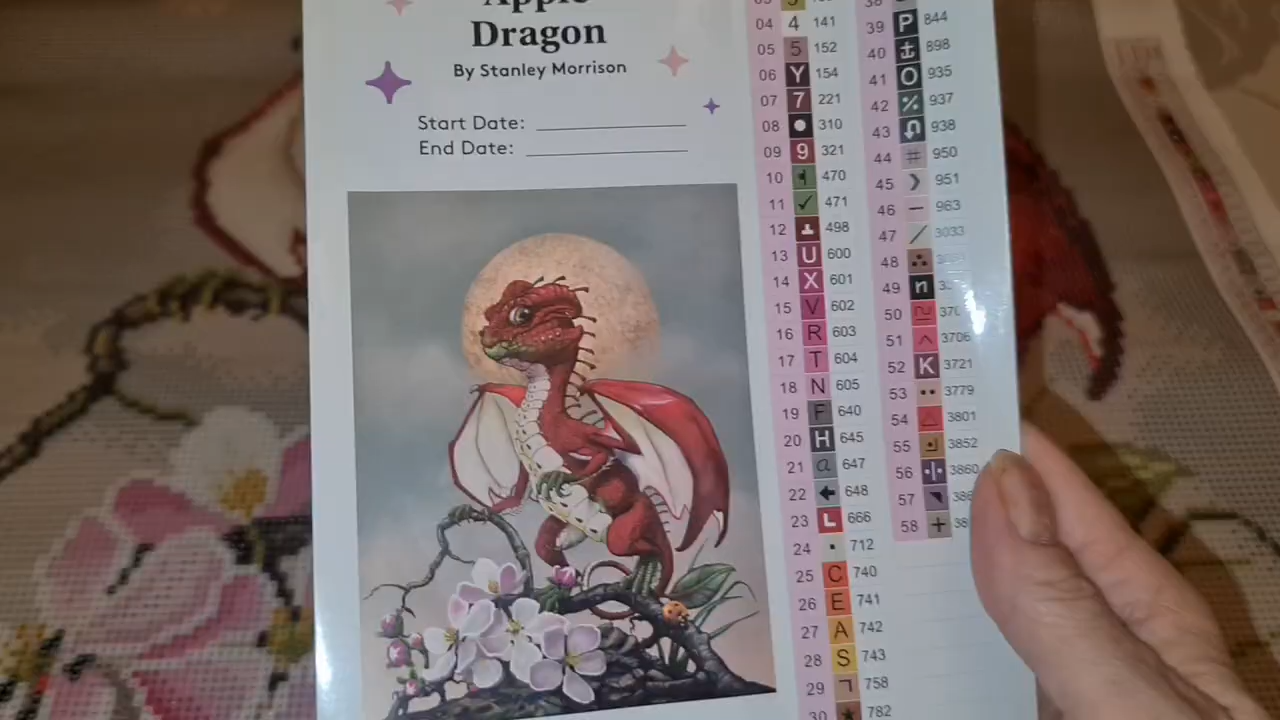 Apple
Dragon
By Stanley Morrison
Start Date:
End Date:
04 4 141
05 5 152
06 Y 154
07 7 221
08 310
09 9 321
10 470
11 ✓ 471
12 498
13 U 600
14 X 601
15 V 602
16 R 603
17 T 604
18 N 605
19 F 640
20 H 645
21 a 647
22 648
23 L 666
24 712
25 C 740
26 E 741
27 A 742
28 S 743
29 758
30 ★ 782
39 P 844
40 898
41 O 935
42 937
43 938
44 # 950
45 951
46 – 963
47 / 3033
48
49 n
50
51 3706
52 K 3721
53 3779
54 3801
55 3852
56 3860
57
58 +